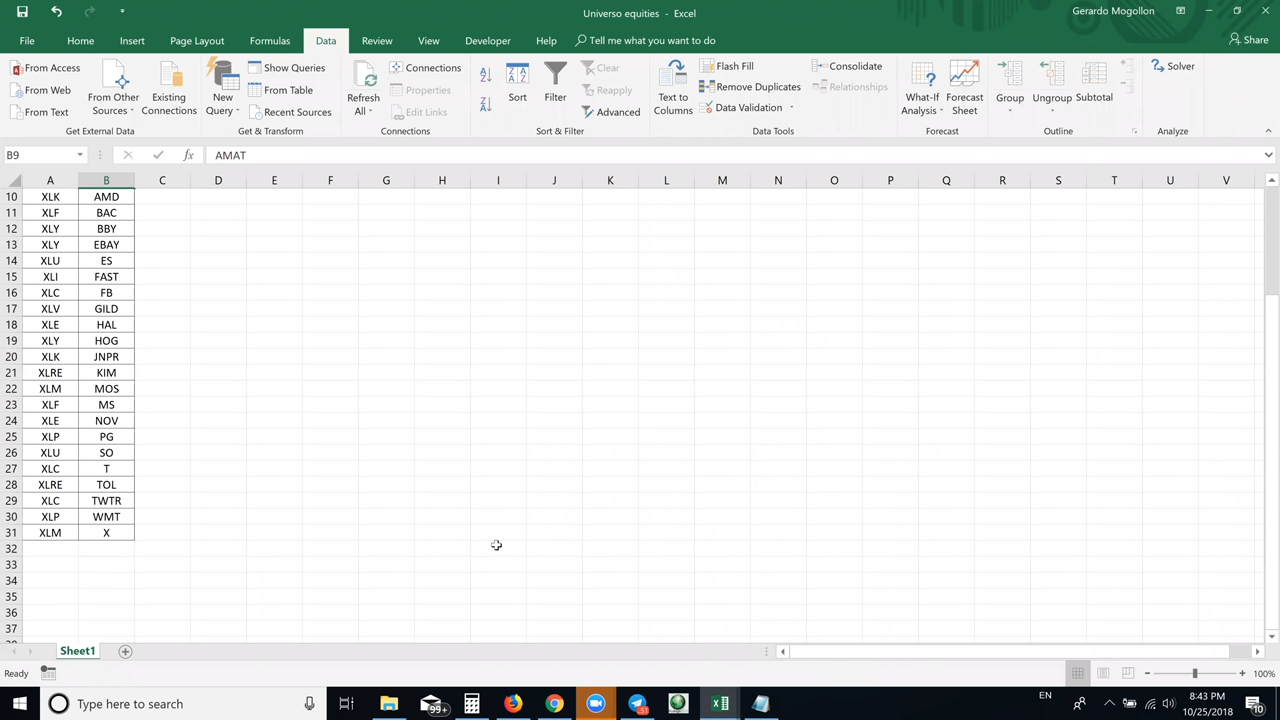 Universo equities - Excel
Gerardo Mogollon
File Home Insert Page Layout Formulas Data Review View Developer Help Tell me what you want to do Share
From Access
From Web
From Text
From Other Sources
Existing Connections
Get External Data
New Query
Show Queries
From Table
Recent Sources
Get & Transform
Refresh All
Connections
Properties
Edit Links
Connections
Sort
Filter
Clear
Reapply
Advanced
Sort & Filter
Text to Columns
Flash Fill
Remove Duplicates
Data Validation
Consolidate
Relationships
Data Tools
What-If Analysis
Forecast Sheet
Forecast
Group
Ungroup
Subtotal
Outline
Solver
Analyze
B9 fx AMAT
A B C D E F G H I J K L M N O P Q R S T U V
10 XLK AMD
11 XLF BAC
12 XLY BBY
13 XLY EBAY
14 XLU ES
15 XLI FAST
16 XLC FB
17 XLV GILD
18 XLE HAL
19 XLY HOG
20 XLK JNPR
21 XLRE KIM
22 XLM MOS
23 XLF MS
24 XLE NOV
25 XLP PG
26 XLU SO
27 XLC T
28 XLRE TOL
29 XLC TWTR
30 XLP WMT
31 XLM X
32
33
34
35
36
37
Sheet1
Ready
100%
Type here to search
99+
EN
8:43 PM
10/25/2018
10